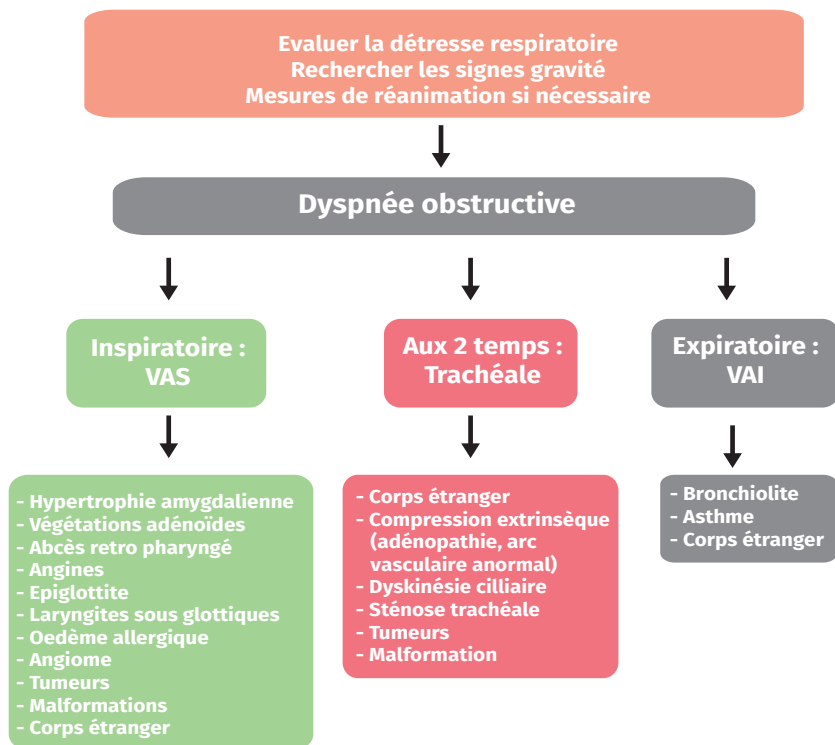 Evaluer la détresse respiratoire
Rechercher les signes gravité
Mesures de réanimation si nécessaire
Dyspnée obstructive
Inspiratoire :
VAS
Aux 2 temps :
Trachéale
Expiratoire :
VAI
- Hypertrophie amygdalienne
- Végétations adénoïdes
- Abcès retro pharyngé
- Angines
- Epiglottite
- Laryngites sous glottiques
- Oedème allergique
- Angiome
- Tumeurs
- Malformations
- Corps étranger
- Corps étranger
- Compression extrinsèque
(adénopathie, arc
vasculaire anormal)
- Dyskinésie cilliaire
- Sténose trachéale
- Tumeurs
- Malformation
- Bronchiolite
- Asthme
- Corps étranger